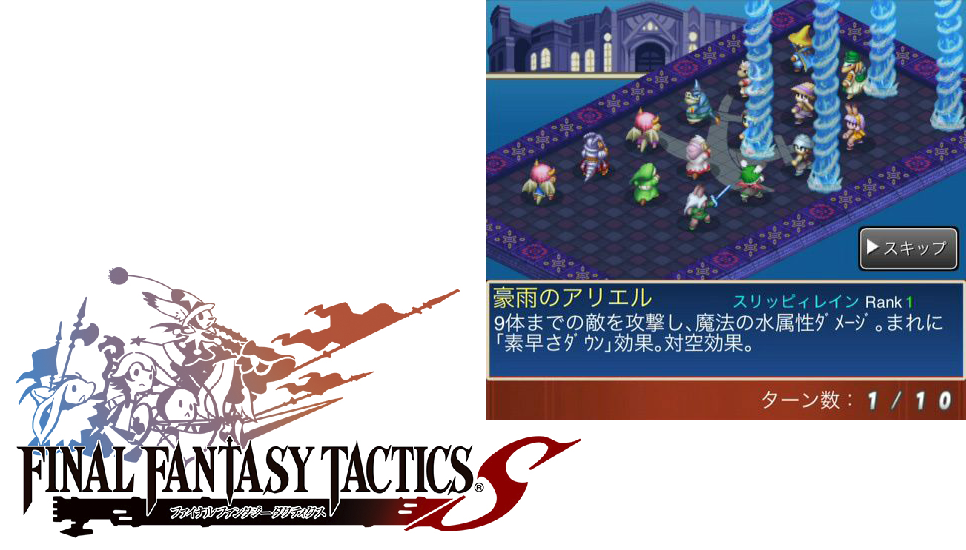 スキップ
豪雨のアリエル
スリッピィレイン Rank1
9体までの敵を攻撃し、魔法の水属性ﾀﾞﾒｰｼﾞ。まれに
｢素早さﾀﾞｳﾝ｣効果。対空効果。
ターン数： 1 / 10
FINAL FANTASY TACTICS® S
ファイナルファンタジー タクティクス